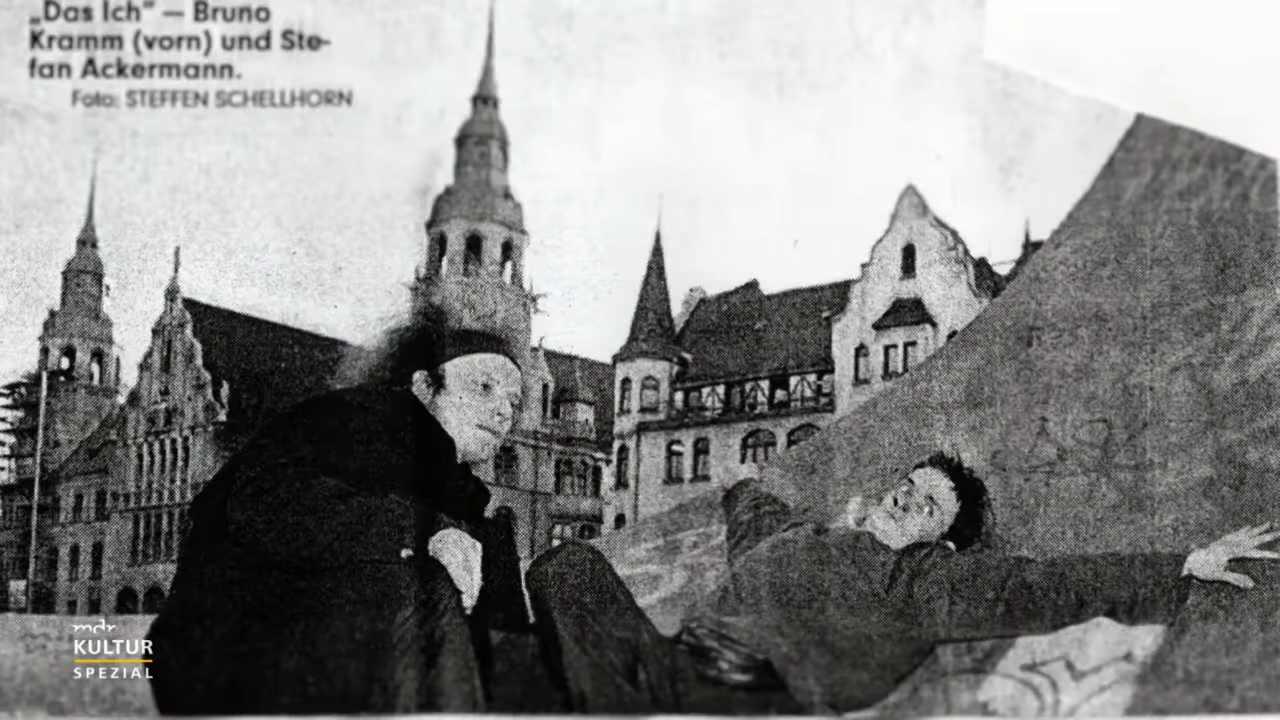 „Das Ich“ — Bruno
Kramm (vorn) und Ste-
fan Ackermann.
Foto: STEFFEN SCHELLHORN
mdr
KULTUR
SPEZIAL